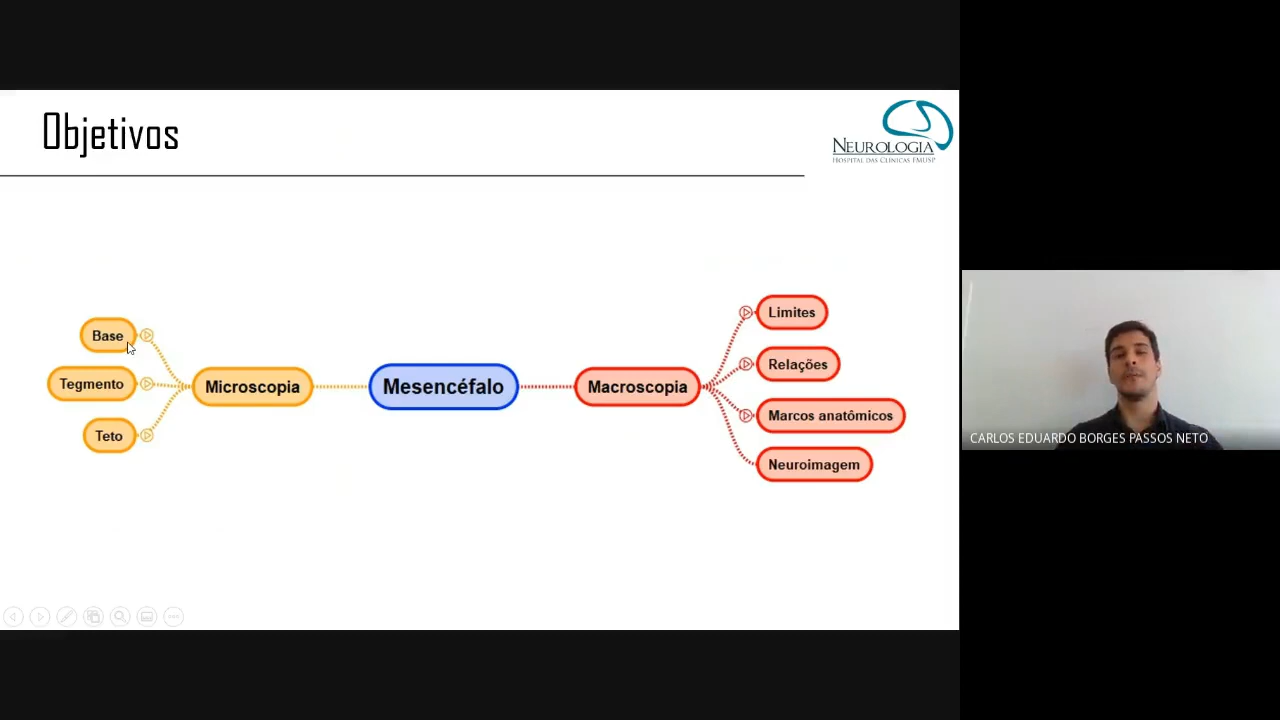 Objetivos
NEUROLOGIA
HOSPITAL DAS CLÍNICAS FMUSP
Base
Tegmento
Teto
Microscopia
Mesencéfalo
Macroscopia
Limites
Relações
Marcos anatômicos
Neuroimagem
CARLOS EDUARDO BORGES PASSOS NETO